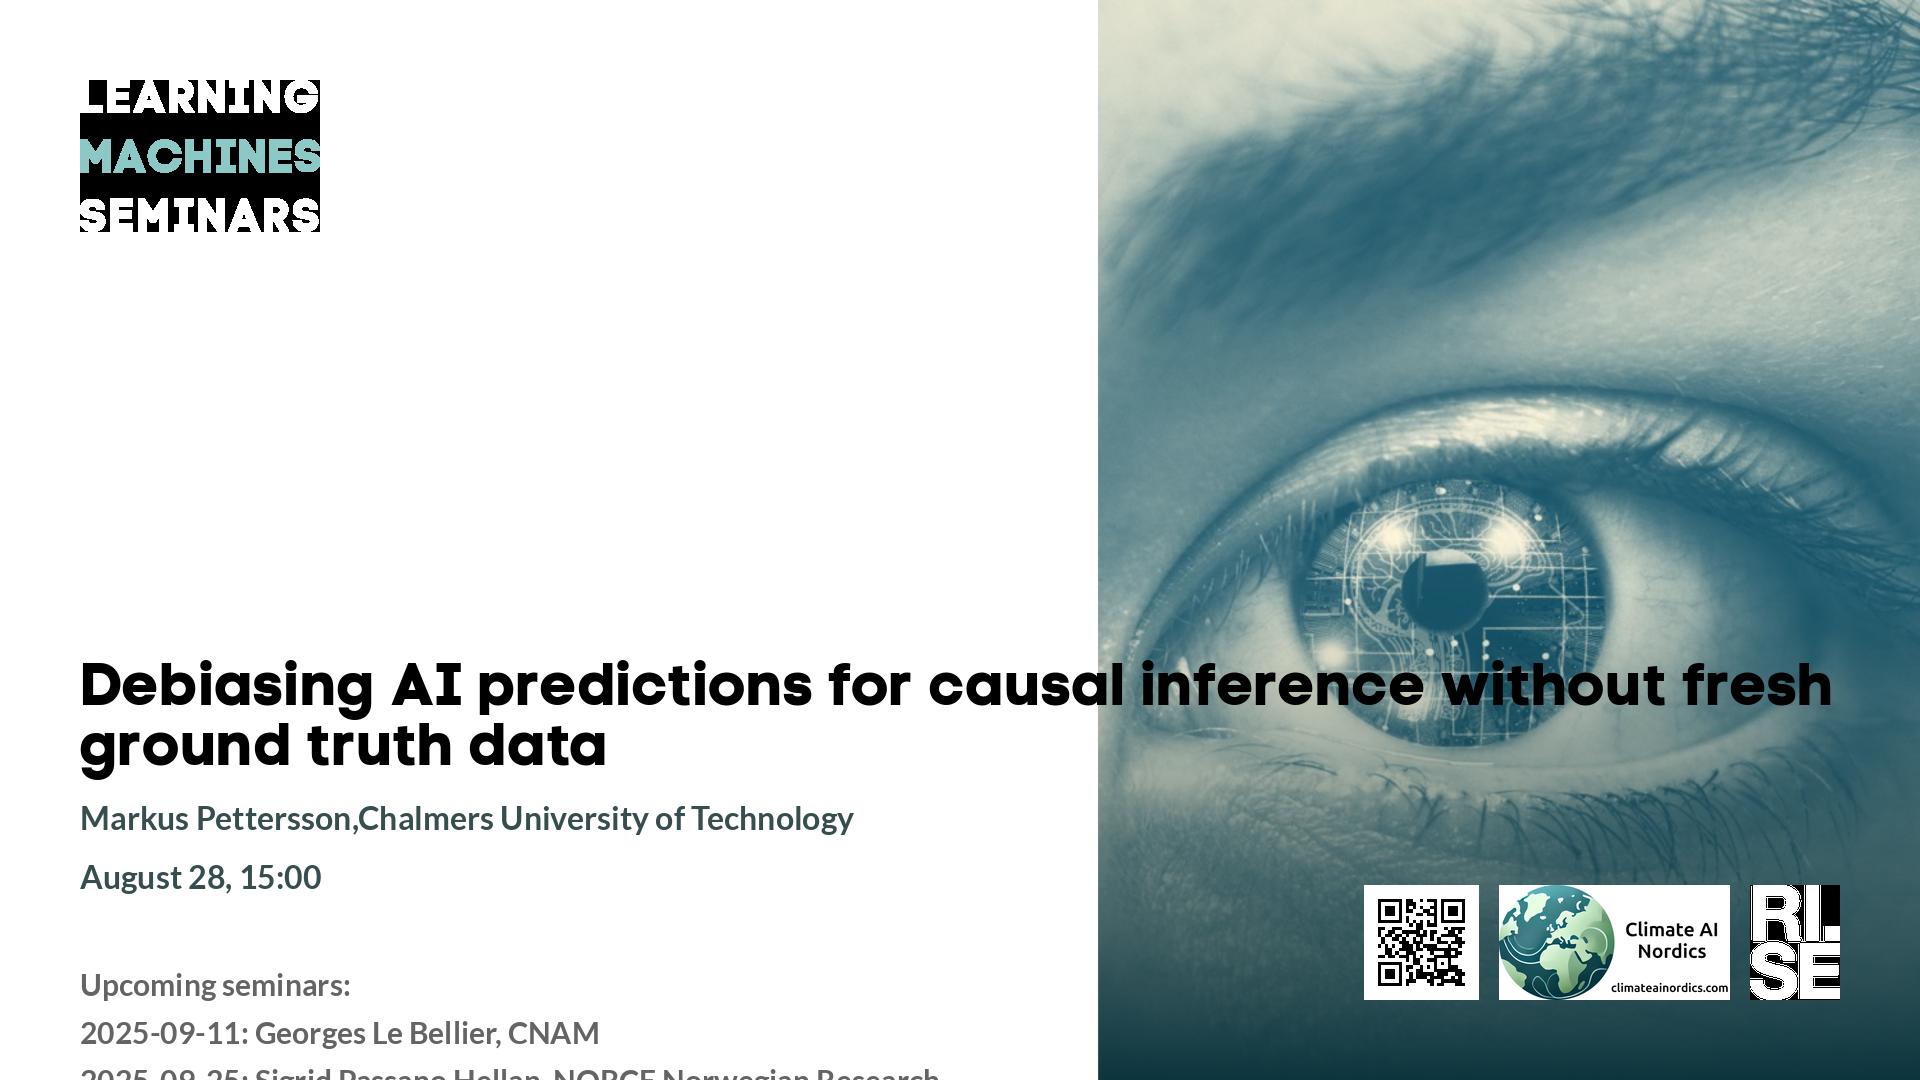 LEARNING
MACHINES
SEMINARS
Debiasing AI predictions for causal inference without fresh
ground truth data
Markus Pettersson,Chalmers University of Technology
August 28, 15:00
Climate AI
Nordics
climateainordics.com
RI.
SE
Upcoming seminars:
2025-09-11: Georges Le Bellier, CNAM
2025-09-25: Sigrid Passano Hellan, NORCE Norwegian Research